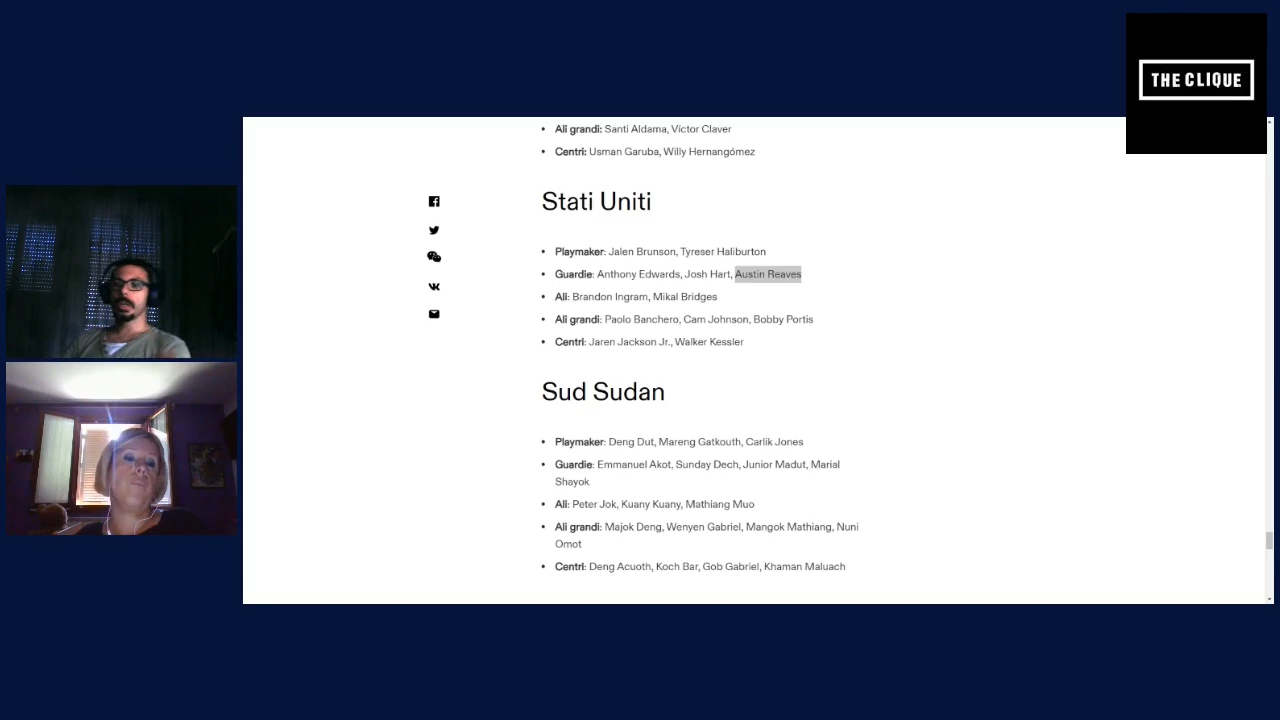 THE CLIQUE
Ali grandi: Santi Aldama, Víctor Claver
Centri: Usman Garuba, Willy Hernangómez
Stati Uniti
Playmaker: Jalen Brunson, Tyreser Haliburton
Guardie: Anthony Edwards, Josh Hart, Austin Reaves
Ali: Brandon Ingram, Mikal Bridges
Ali grandi: Paolo Banchero, Cam Johnson, Bobby Portis
Centri: Jaren Jackson Jr., Walker Kessler
Sud Sudan
Playmaker: Deng Dut, Mareng Gatkouth, Carlik Jones
Guardie: Emmanuel Akot, Sunday Dech, Junior Madut, Marial
Shayok
Ali: Peter Jok, Kuany Kuany, Mathiang Muo
Ali grandi: Majok Deng, Wenyen Gabriel, Mangok Mathiang, Nuni
Omot
Centri: Deng Acuoth, Koch Bar, Gob Gabriel, Khaman Maluach